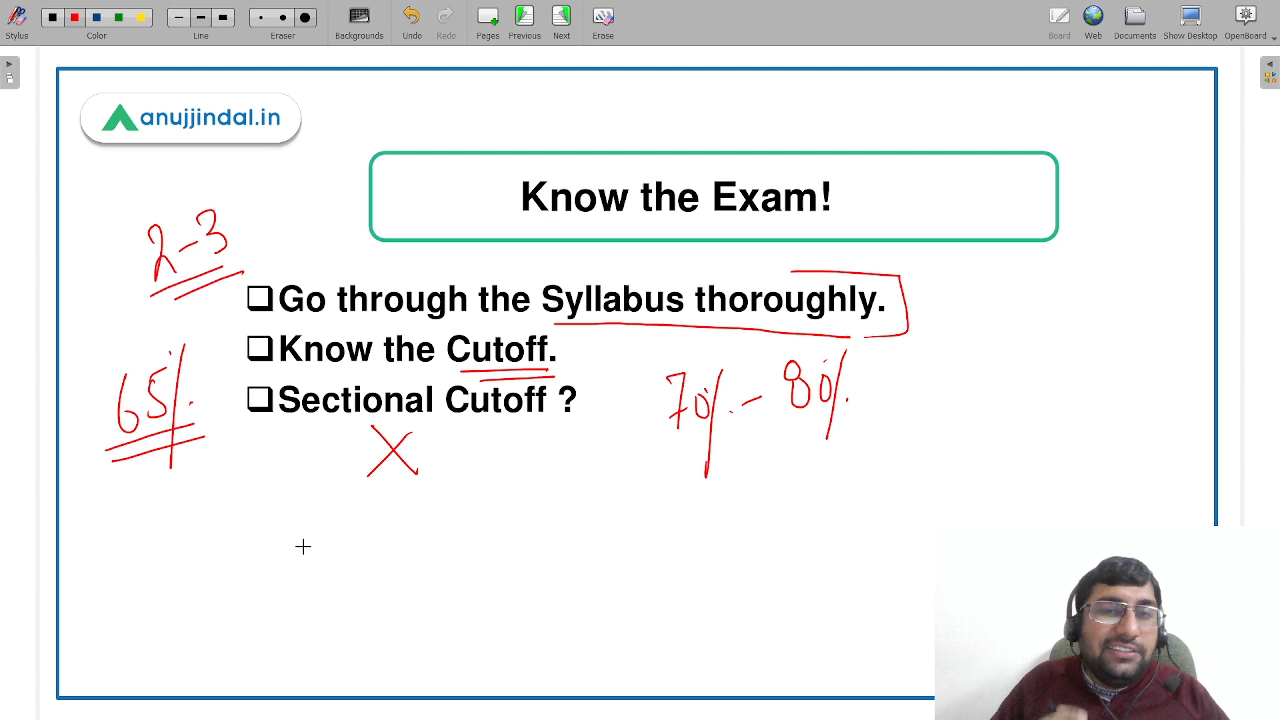 Stylus
Color
Line
Eraser
Backgrounds
Undo
Redo
Pages
Previous
Next
Erase
Board
Web
Documents
Show Desktop
OpenBoard
anujjindal.in
Know the Exam!
2-3
Go through the Syllabus thoroughly.
Know the Cutoff.
65%
70% - 80%
Sectional Cutoff ?
X